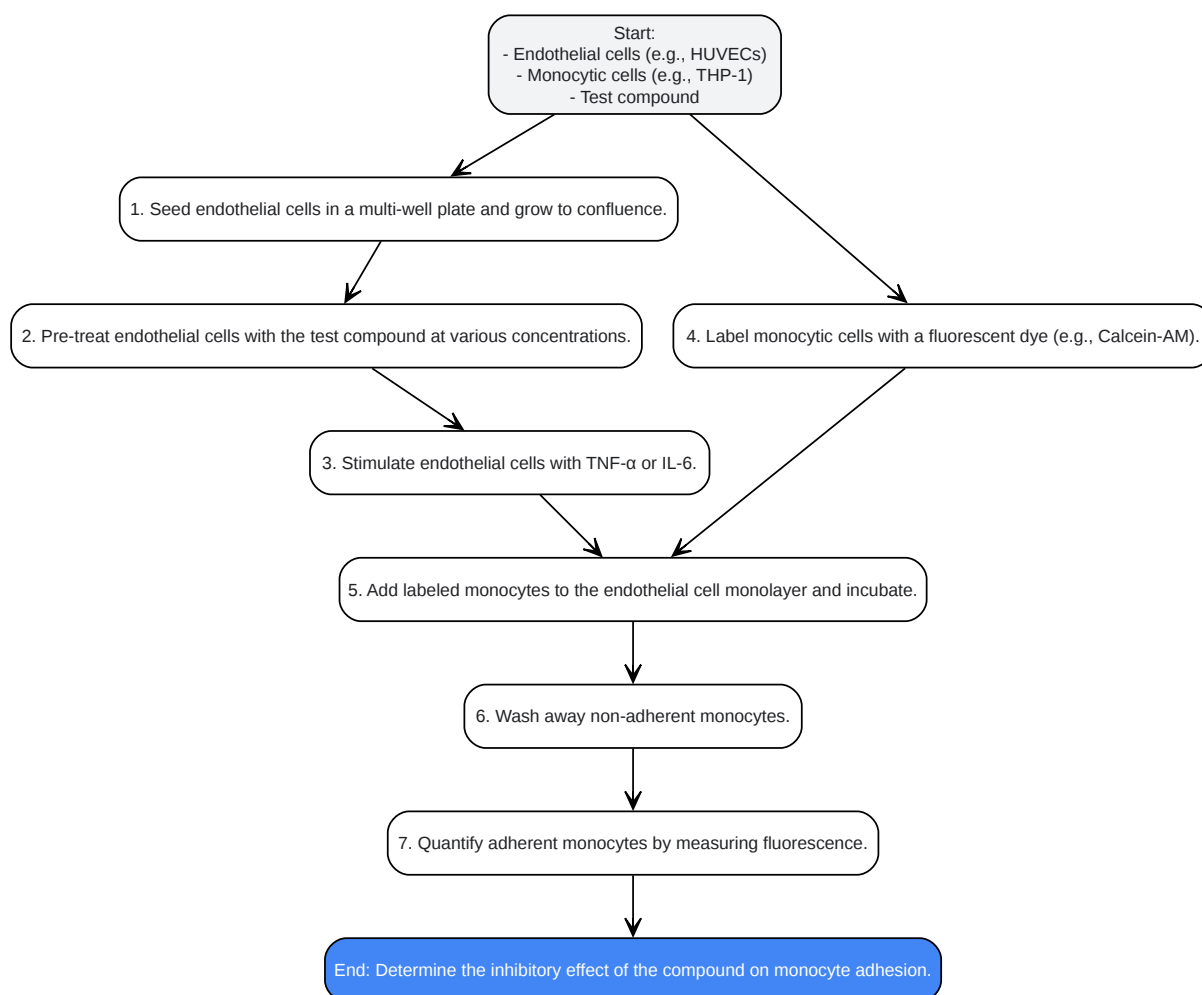 Start:
- Endothelial cells (e.g., HUVECs)
- Monocytic cells (e.g., THP-1)
- Test compound
1. Seed endothelial cells in a multi-well plate and grow to confluence.
2. Pre-treat endothelial cells with the test compound at various concentrations.
4. Label monocytic cells with a fluorescent dye (e.g., Calcein-AM).
3. Stimulate endothelial cells with TNF-α or IL-6.
5. Add labeled monocytes to the endothelial cell monolayer and incubate.
6. Wash away non-adherent monocytes.
7. Quantify adherent monocytes by measuring fluorescence.
End: Determine the inhibitory effect of the compound on monocyte adhesion.